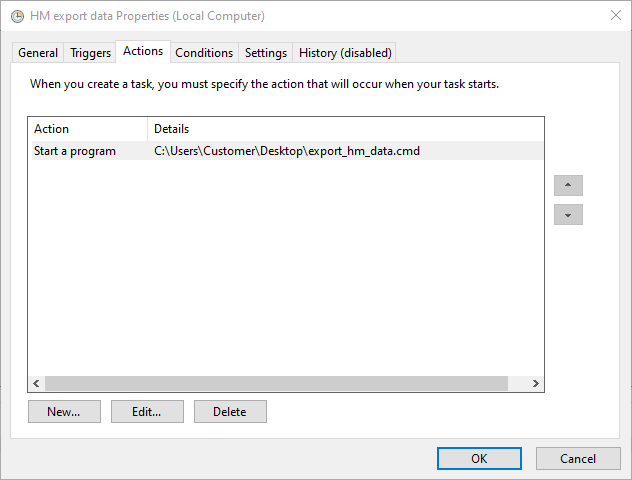 HM export data Properties (Local Computer)
General Triggers Actions Conditions Settings History (disabled)
When you create a task, you must specify the action that will occur when your task starts.
Action Details
Start a program C:\Users\Customer\Desktop\export_hm_data.cmd
New... Edit... Delete
OK Cancel